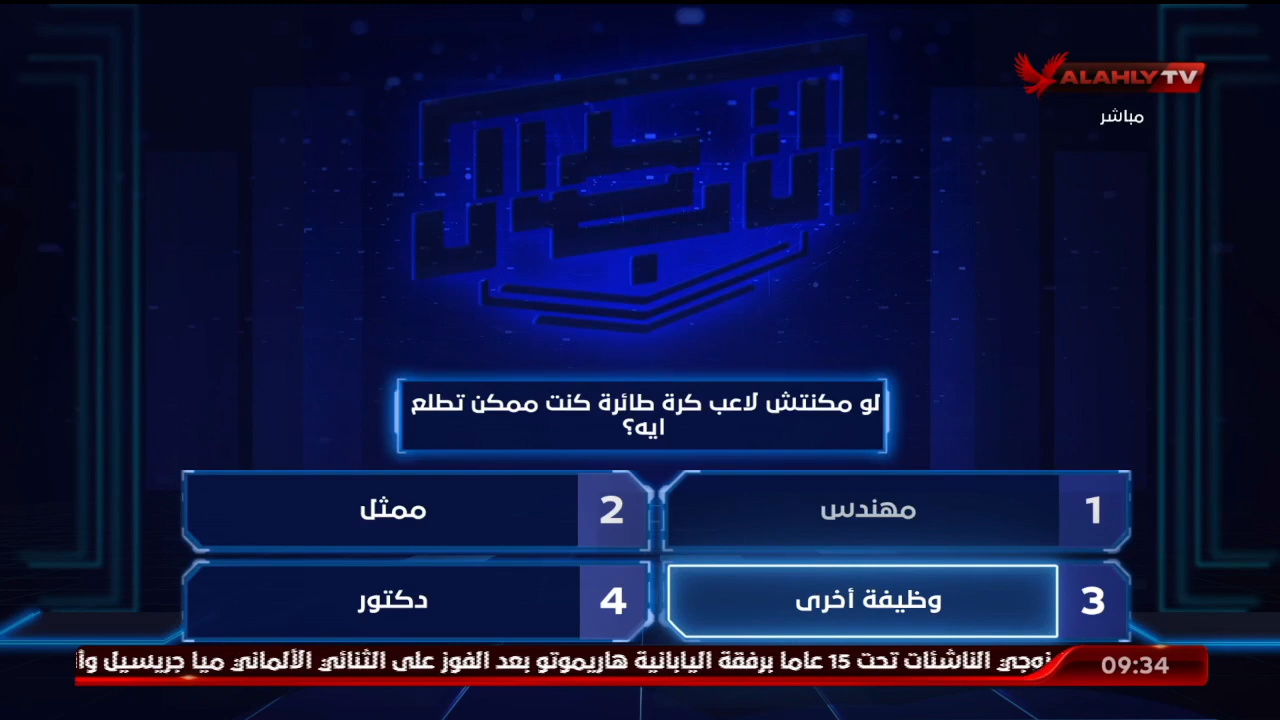 ALAHLY TV
مباشر
لو مكنتش لاعب كرة طائرة كنت ممكن تطلع
ايه؟
1 مهندس
2 ممثل
3 وظيفة أخرى
4 دكتور
09:34 الناشئات تحت 15 عاما برفقة اليابانية هاريموتو بعد الفوز على الثنائي الألماني ميا جريسيل